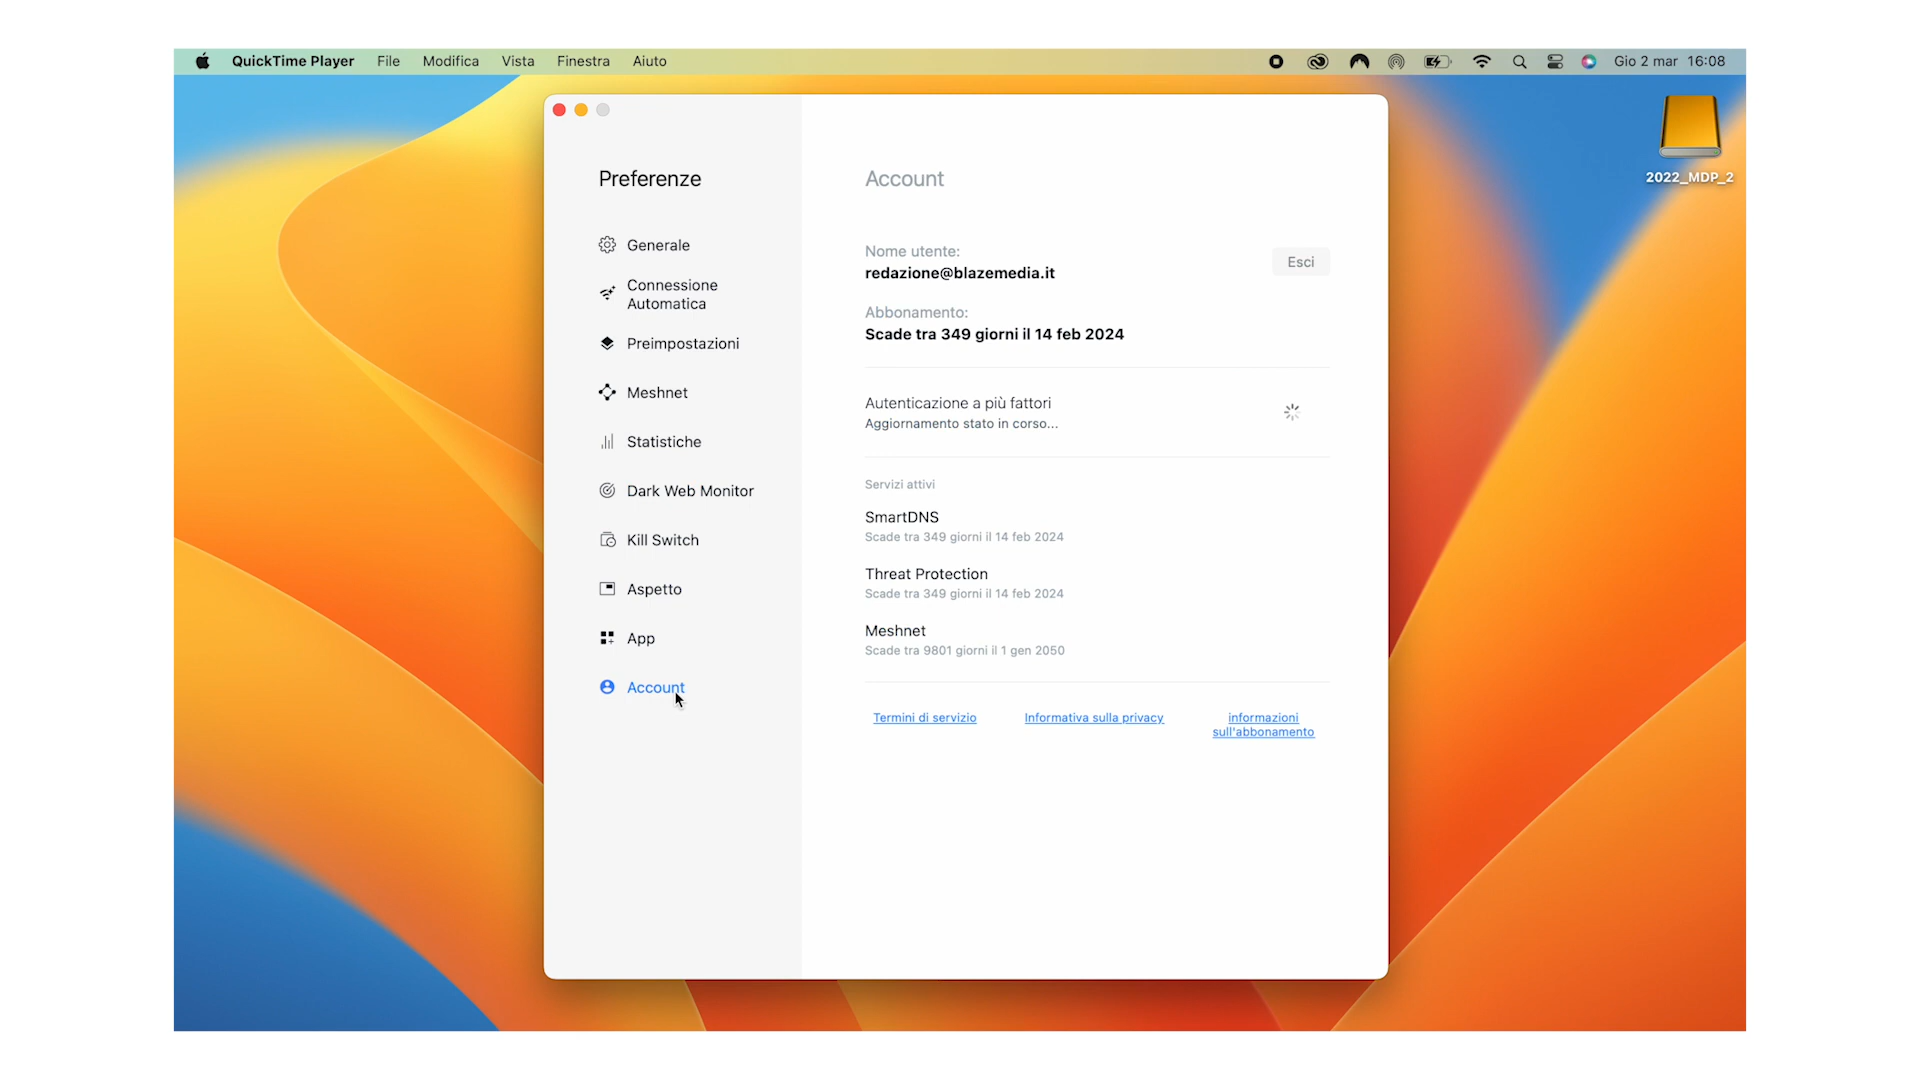 QuickTime Player File Modifica Vista Finestra Aiuto Gio 2 mar 16:08
2022_MDP_2
Preferenze
Generale
Connessione
Automatica
Preimpostazioni
Meshnet
Statistiche
Dark Web Monitor
Kill Switch
Aspetto
App
Account
Account
Nome utente:
redazione@blazemedia.it
Esci
Abbonamento:
Scade tra 349 giorni il 14 feb 2024
Autenticazione a più fattori
Aggiornamento stato in corso...
Servizi attivi
SmartDNS
Scade tra 349 giorni il 14 feb 2024
Threat Protection
Scade tra 349 giorni il 14 feb 2024
Meshnet
Scade tra 9801 giorni il 1 gen 2050
Termini di servizio
Informativa sulla privacy
informazioni
sull'abbonamento